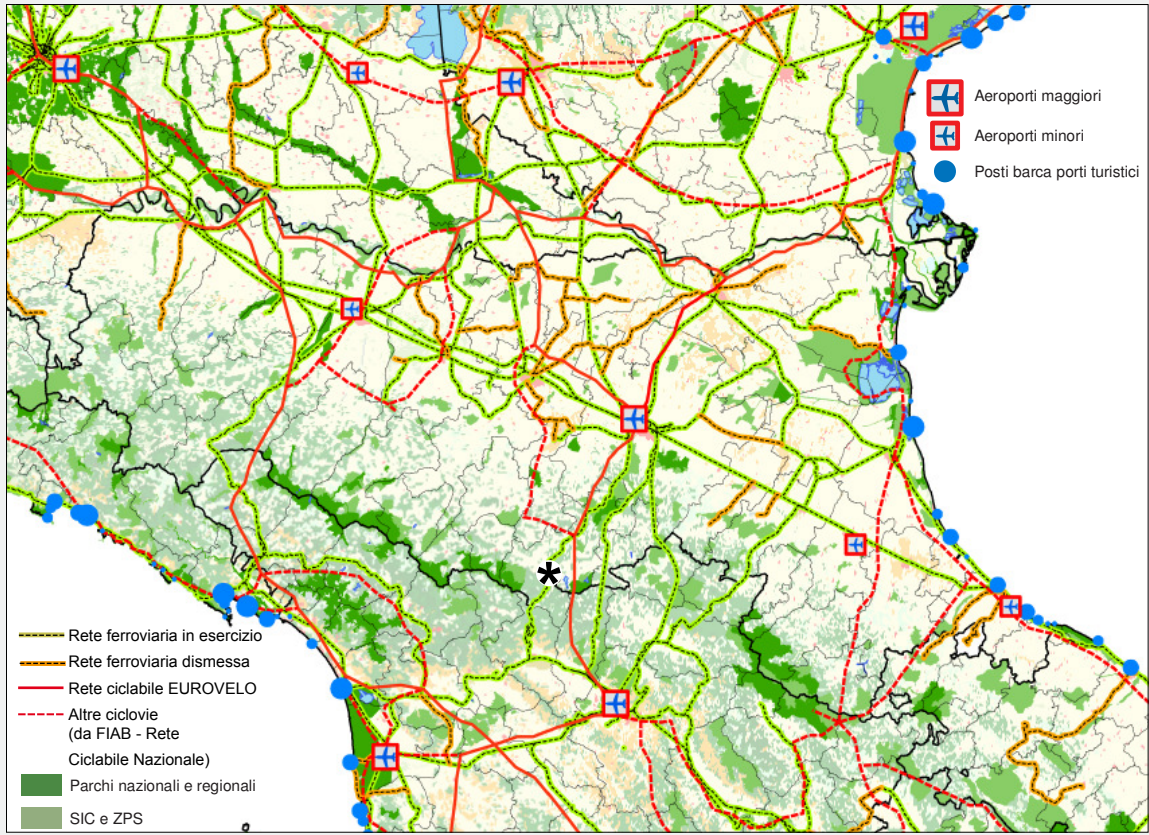 Aeroporti maggiori
Aeroporti minori
Posti barca porti turistici
*
Rete ferroviaria in esercizio
Rete ferroviaria dismessa
Rete ciclabile EUROVELO
Altre ciclovie
(da FIAB - Rete
Ciclabile Nazionale)
Parchi nazionali e regionali
SIC e ZPS